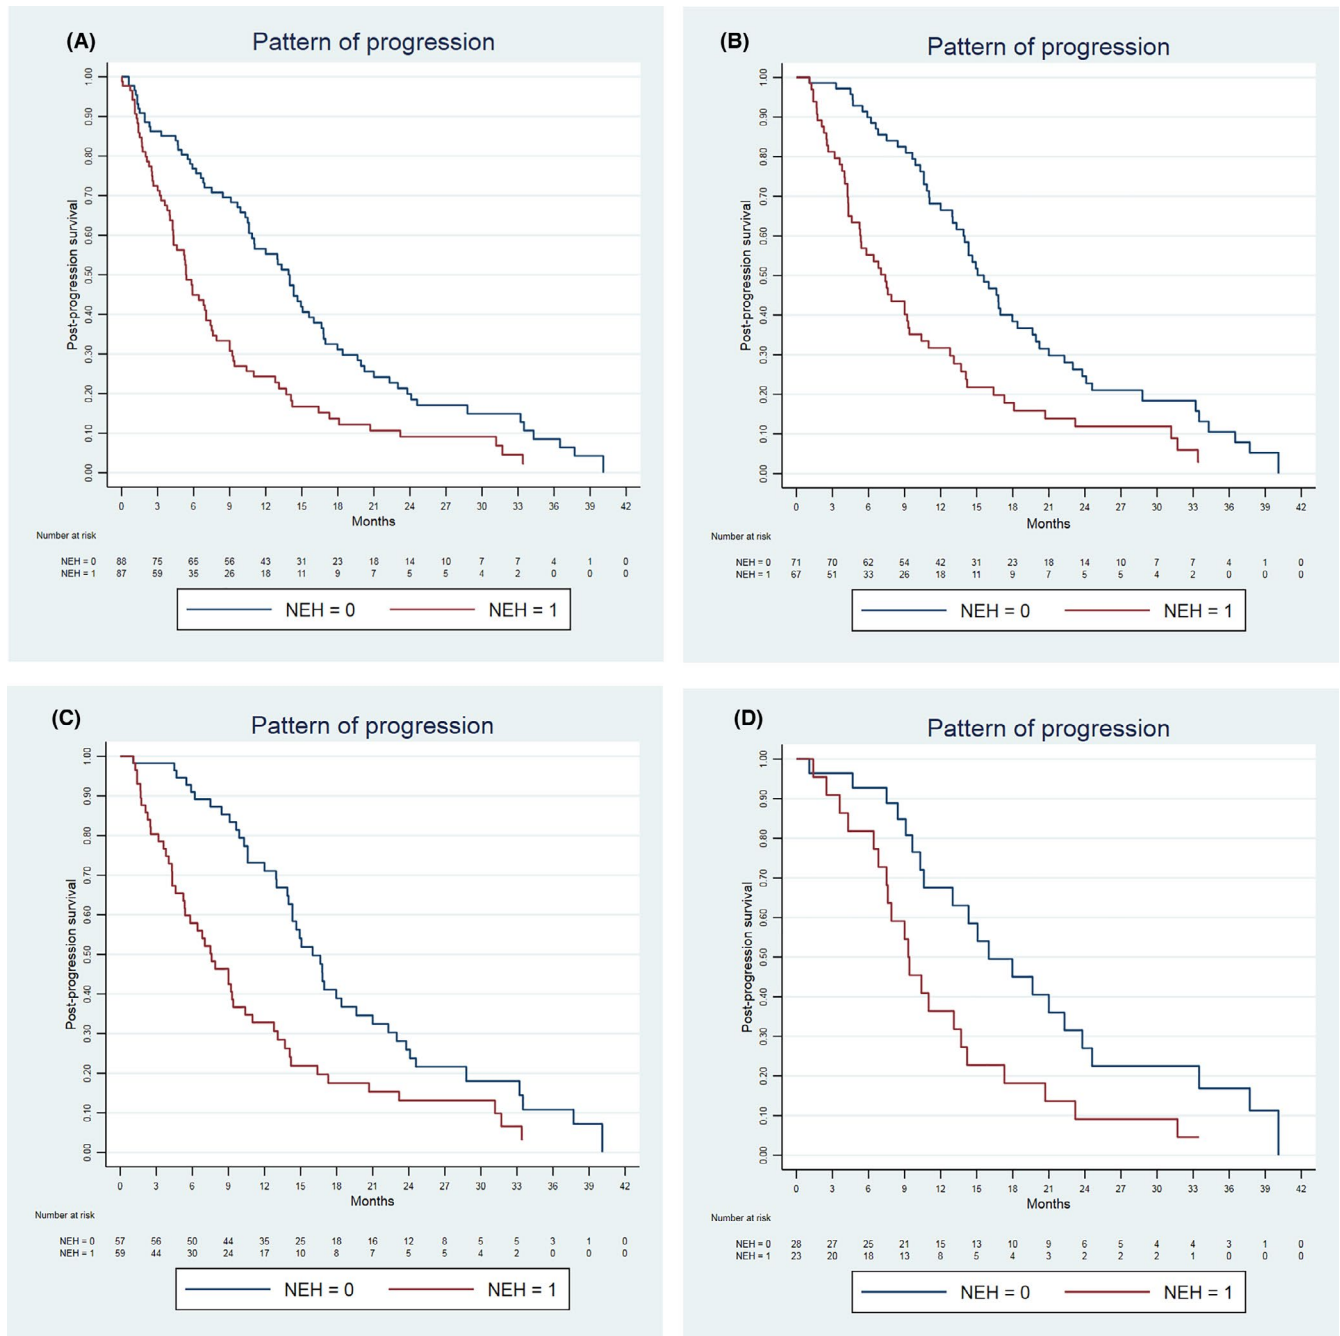 (A)
Pattern of progression
Post-progression survival
1.00
0.90
0.80
0.70
0.60
0.50
0.40
0.30
0.20
0.10
0.00
0 3 6 9 12 15 18 21 24 27 30 33 36 39 42
Months
Number at risk
NEH = 0 88 75 65 56 43 31 23 18 14 10 7 7 4 1 0
NEH = 1 87 59 35 26 18 11 9 7 5 5 4 2 0 0 0
NEH = 0 NEH = 1
(B)
Pattern of progression
Post-progression survival
1.00
0.90
0.80
0.70
0.60
0.50
0.40
0.30
0.20
0.10
0.00
0 3 6 9 12 15 18 21 24 27 30 33 36 39 42
Months
Number at risk
NEH = 0 71 70 62 54 42 31 23 18 14 10 7 7 4 1 0
NEH = 1 67 51 33 26 18 11 9 7 5 5 4 2 0 0 0
NEH = 0 NEH = 1
(C)
Pattern of progression
Post-progression survival
1.00
0.90
0.80
0.70
0.60
0.50
0.40
0.30
0.20
0.10
0.00
0 3 6 9 12 15 18 21 24 27 30 33 36 39 42
Months
Number at risk
NEH = 0 57 56 50 44 35 25 18 16 12 8 5 5 3 1 0
NEH = 1 59 44 30 24 17 10 8 7 5 5 4 2 0 0 0
NEH = 0 NEH = 1
(D)
Pattern of progression
Post-progression survival
1.00
0.90
0.80
0.70
0.60
0.50
0.40
0.30
0.20
0.10
0.00
0 3 6 9 12 15 18 21 24 27 30 33 36 39 42
Months
Number at risk
NEH = 0 28 27 25 21 15 13 10 9 6 5 4 4 3 1 0
NEH = 1 23 20 18 13 8 5 4 3 2 2 2 1 0 0 0
NEH = 0 NEH = 1